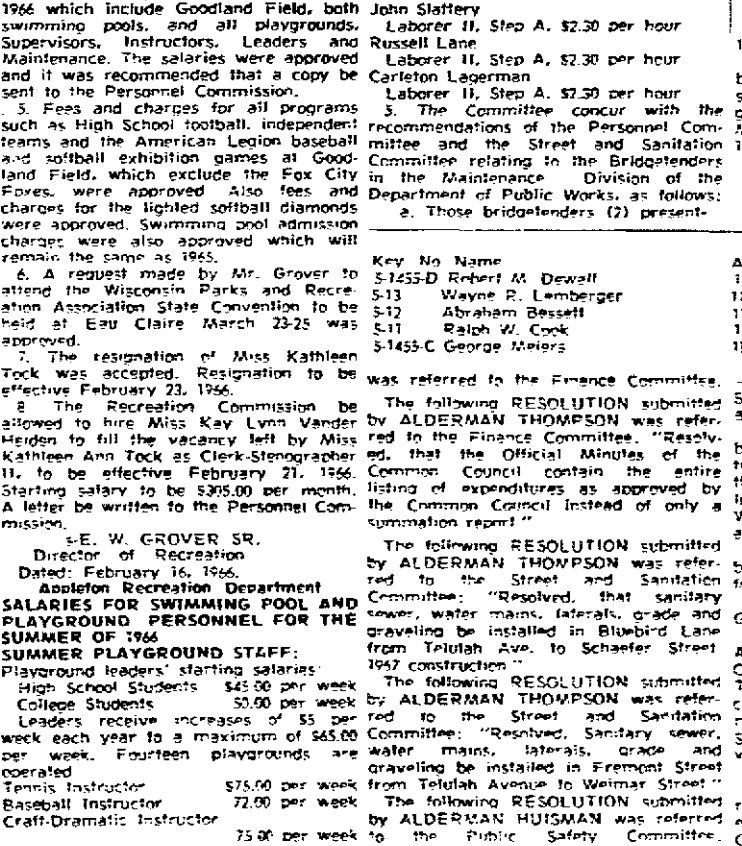 1966 which include Goodland Field, both
swimming pools, and all playgrounds,
Supervisors, Instructors, Leaders and
Maintenance. The salaries were approved
and it was recommended that a copy be
sent to the Personnel Commission.
5. Fees and charges for all programs
such as High School football, independent
teams and the American Legion baseball
and softball exhibition games at Good-
land Field, which exclude the Fox City
Foxes, were approved Also fees and
charges for the lighted softball diamonds
were approved. Swimming pool admission
charges were also approved which will
remain the same as 1965.
6. A request made by Mr. Grover to
attend the Wisconsin Parks and Recre-
ation Association State Convention to be
held at Eau Claire March 23-25 was
approved.
7. The resignation of Miss Kathleen
Tock was accepted. Resignation to be
effective February 23, 1966.
8 The Recreation Commission be
allowed to hire Miss Kay Lynn Vander
Heiden to fill the vacancy left by Miss
Kathleen Ann Tock as Clerk-Stenographer
II, to be effective February 21, 1966.
Starting salary to be $305.00 per month.
A letter be written to the Personnel Com-
mission.
s-E. W. GROVER SR.
Director of Recreation
Dated: February 16, 1966.
Appleton Recreation Department
SALARIES FOR SWIMMING POOL AND
PLAYGROUND PERSONNEL FOR THE
SUMMER OF 1966
SUMMER PLAYGROUND STAFF:
Playground leaders' starting salaries:
High School Students $45.00 per week
College Students 50.00 per week
Leaders receive increases of $5 per
week each year to a maximum of $65.00
per week. Fourteen playgrounds are
operated
Tennis Instructor $75.00 per week
Baseball Instructor 72.00 per week
Craft-Dramatic Instructor
75.00 per week
John Slattery
Laborer II, Step A, $2.30 per hour
Russell Lane
Laborer II, Step A, $2.30 per hour
Carleton Lagerman
Laborer II, Step A, $2.30 per hour
5. The Committee concur with the
recommendations of the Personnel Com-
mittee and the Street and Sanitation
Committee relating to the Bridgetenders
in the Maintenance Division of the
Department of Public Works, as follows:
a. Those bridgetenders (2) present-
Key No Name
S-1455-D Robert M. Dewall
S-13 Wayne R. Lemberger
S-12 Abraham Bessett
S-11 Ralph W. Cook
S-1455-C George Meiers
was referred to the Finance Committee.
The following RESOLUTION submitted
by ALDERMAN THOMPSON was refer-
red to the Finance Committee. "Resolv-
ed, that the Official Minutes of the
Common Council contain the entire
listing of expenditures as approved by
the Common Council instead of only a
summation report"
The following RESOLUTION submitted
by ALDERMAN THOMPSON was refer-
red to the Street and Sanitation
Committee: "Resolved, that sanitary
sewer, water mains, laterals, grade and
graveling be installed in Bluebird Lane
from Telulah Ave. to Schaefer Street
1967 construction"
The following RESOLUTION submitted
by ALDERMAN THOMPSON was refer-
red to the Street and Sanitation
Committee: "Resolved, Sanitary sewer,
water mains, laterals, grade and
graveling be installed in Fremont Street
from Telulah Avenue to Weimar Street"
The following RESOLUTION submitted
by ALDERMAN HUISMAN was referred
to the Public Safety Committee.